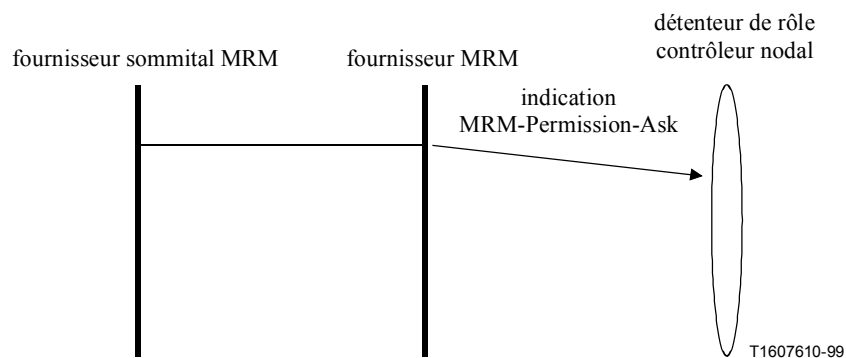 fournisseur sommital MRM
fournisseur MRM
détenteur de rôle
contrôleur nodal
indication
MRM-Permission-Ask
T1607610-99